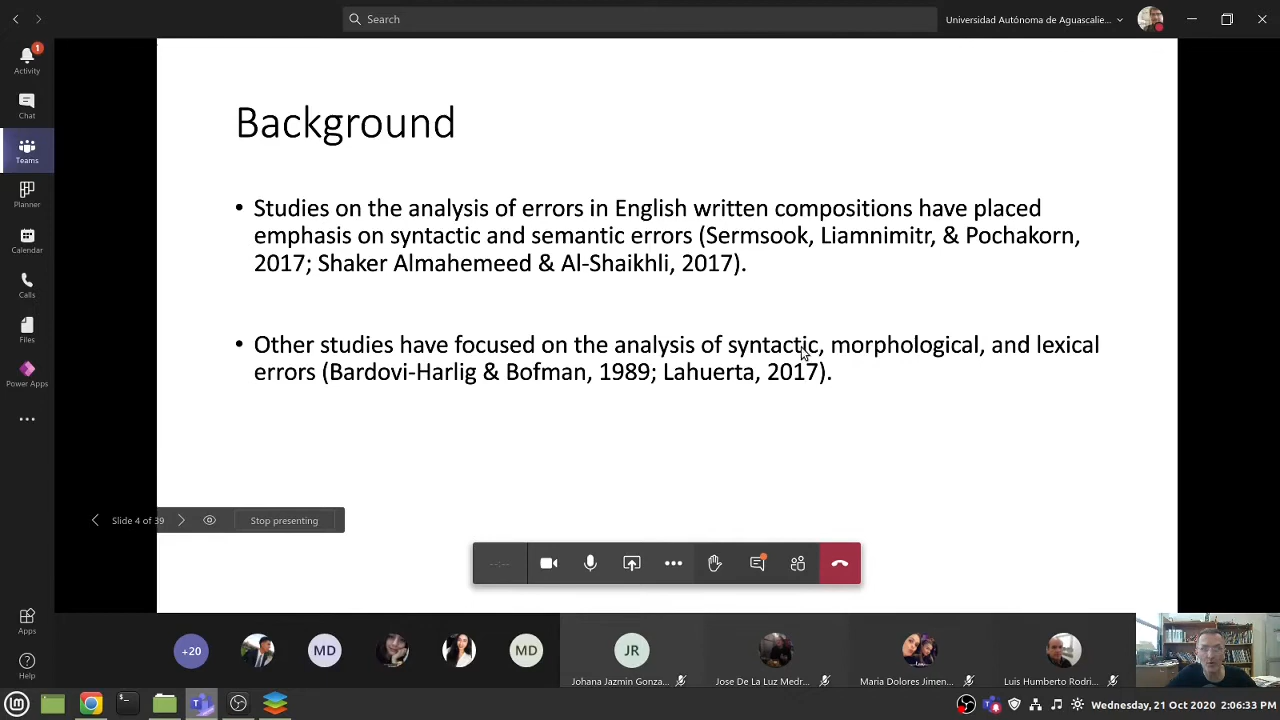 Search
Universidad Autónoma de Aguascalie...
Activity
1
Chat
Teams
Planner
Calendar
Calls
Files
Power Apps
Apps
Help
Background
• Studies on the analysis of errors in English written compositions have placed
emphasis on syntactic and semantic errors (Sermsook, Liamnimitr, & Pochakorn,
2017; Shaker Almahemeed & Al-Shaikhli, 2017).
• Other studies have focused on the analysis of syntactic, morphological, and lexical
errors (Bardovi-Harlig & Bofman, 1989; Lahuerta, 2017).
Slide 4 of 39
Stop presenting
--:--
+20
MD
MD
JR
Johana Jazmin Gonza...
Jose De La Luz Medr...
Maria Dolores Jimen...
Luis Humberto Rodri...
Wednesday, 21 Oct 2020, 2:06:33 PM